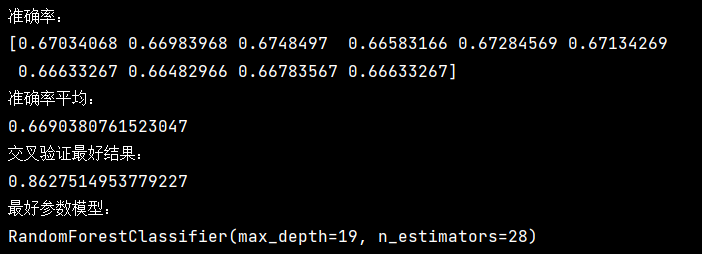 准确率:
[0.67034068 0.66983968 0.6748497  0.66583166 0.67284569 0.67134269
 0.66633267 0.66482966 0.66783567 0.66633267]
准确率平均:
0.6690380761523047
交叉验证最好结果:
0.8627514953779227
最好参数模型:
RandomForestClassifier(max_depth=19, n_estimators=28)